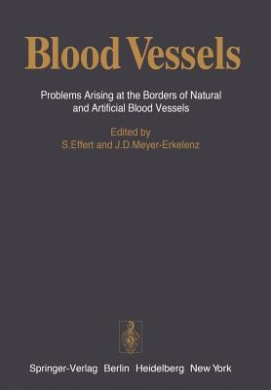 Blood Vessels
Problems Arising at the Borders of Natural
and Artificial Blood Vessels
Edited by
S.Effert and J.D.Meyer-Erkelenz
Springer-Verlag Berlin Heidelberg New York